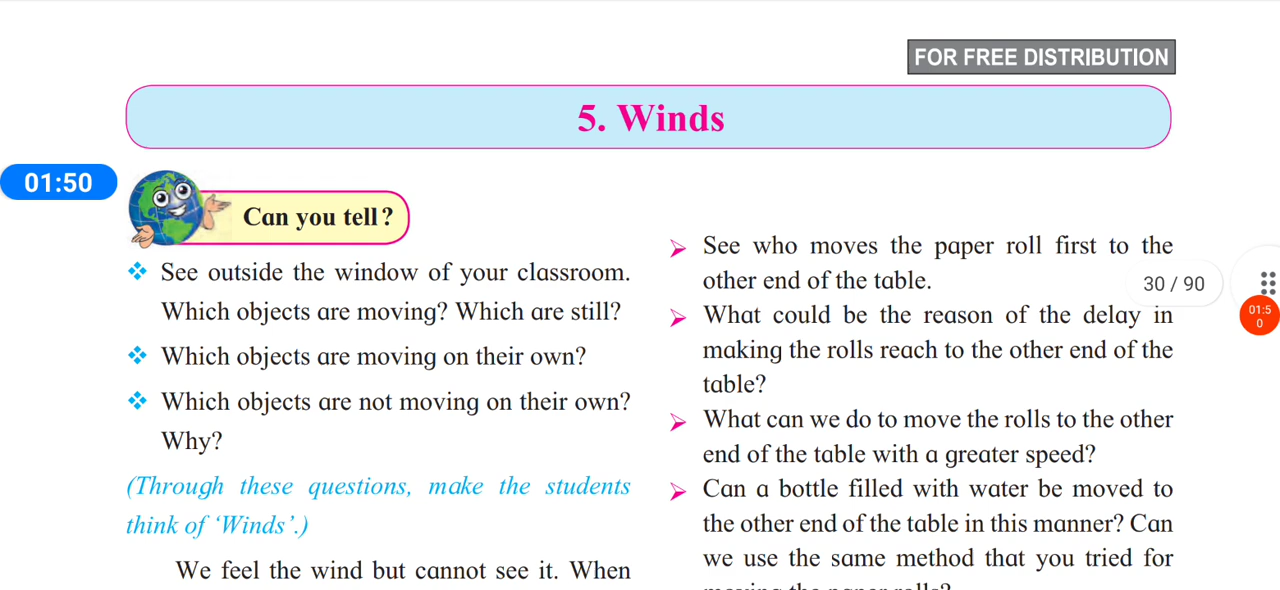 FOR FREE DISTRIBUTION
5. Winds
01:50
Can you tell?
See outside the window of your classroom.
Which objects are moving? Which are still?
Which objects are moving on their own?
Which objects are not moving on their own?
Why?
(Through these questions, make the students
think of ‘Winds’.)
We feel the wind but cannot see it. When
See who moves the paper roll first to the
other end of the table.
What could be the reason of the delay in
making the rolls reach to the other end of the
table?
What can we do to move the rolls to the other
end of the table with a greater speed?
Can a bottle filled with water be moved to
the other end of the table in this manner? Can
we use the same method that you tried for
moving the paper rolls?
30 / 90
01:5
0